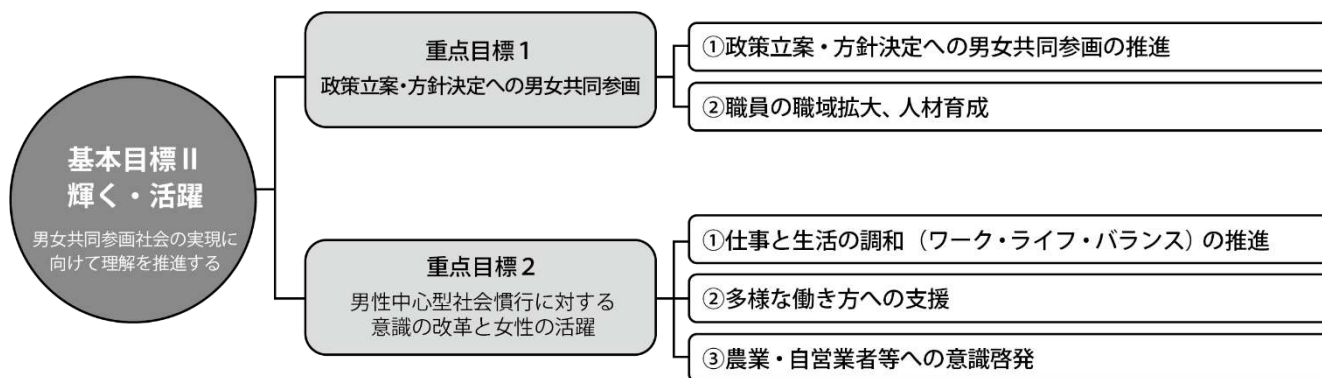 基本目標Ⅱ
輝く・活躍
男女共同参画社会の実現に
向けて理解を推進する
重点目標1
政策立案・方針決定への男女共同参画
①政策立案・方針決定への男女共同参画の推進
②職員の職域拡大、人材育成
重点目標2
男性中心型社会慣行に対する
意識の改革と女性の活躍
①仕事と生活の調和（ワーク・ライフ・バランス）の推進
②多様な働き方への支援
③農業・自営業者等への意識啓発